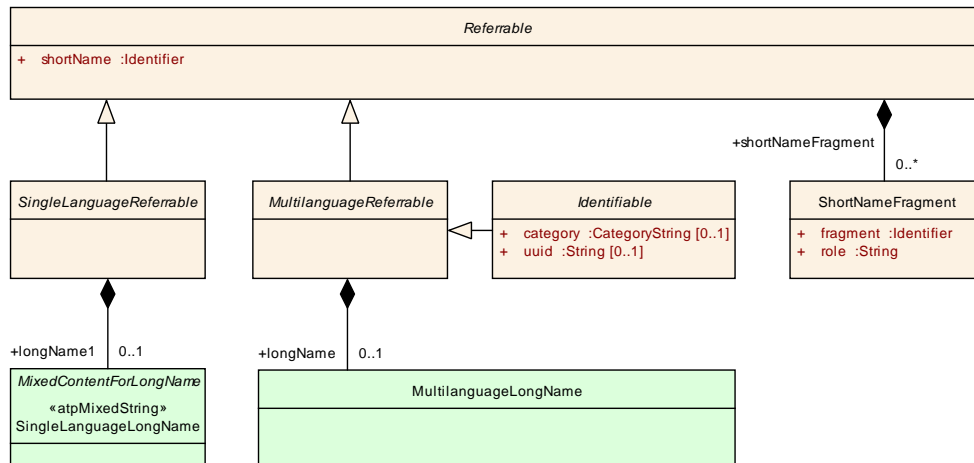 Referrable
+ shortName :Identifier
+shortNameFragment
0..*
SingleLanguageReferrable
MultilanguageReferrable
Identifiable
+ category :CategoryString [0..1]
+ uuid :String [0..1]
ShortNameFragment
+ fragment :Identifier
+ role :String
+longName1 0..1
+longName 0..1
MixedContentForLongName
«atpMixedString»
SingleLanguageLongName
MultilanguageLongName